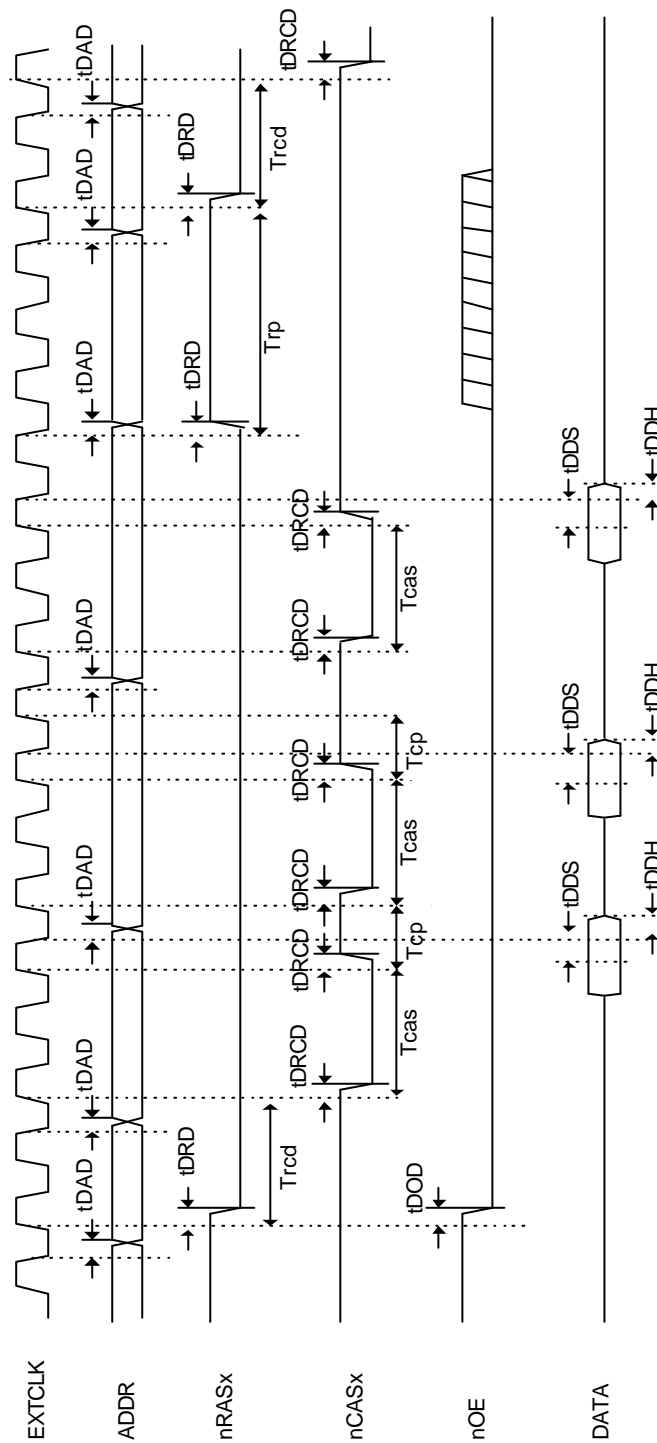 EXTCLK
tDAD tDAD tDAD tDAD tDAD tDAD tDAD
ADDR
tDRD tDRD tDRD
nRASx
Trcd Trp Trcd
tDRCD tDRCD tDRCD tDRCD tDRCD tDRCD tDRCD
nCASx
Tcas Tcp Tcas Tcp Tcas
tDOD
nOE
tDDS tDDS tDDS
DATA
tDDH tDDH tDDH